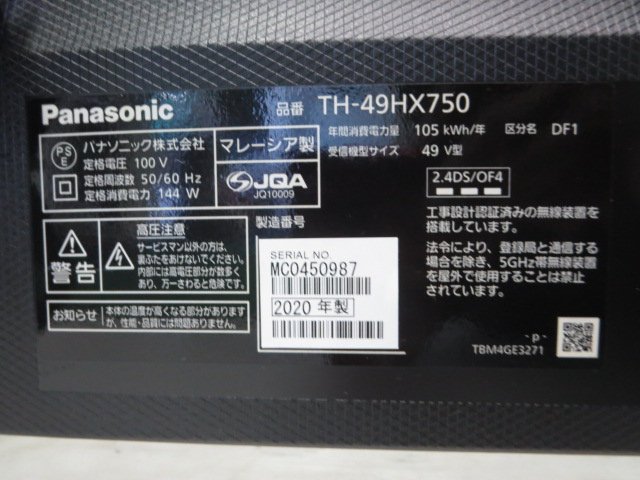 Panasonic
品番 TH-49HX750
パナソニック株式会社
定格電圧 100 V
定格周波数 50/60 Hz
定格消費電力 144 W
PS
E
マレーシア製
JQA
JQ10009
年間消費電力量 105 kWh/年 区分名 DF1
受信機型サイズ 49 V型
2.4DS/OF4
工事設計認証済みの無線装置を
搭載しています。
法令により、登録局と通信する
場合を除き、5GHz帯無線装置
を屋外で使用することは禁止
されています。
警告
高圧注意
サービスマン以外の方は、
裏ぶたをあけないでください。
内部には高電圧部分が数多く
あり、万一さわると危険です。
お知らせ
本体の温度が高くなる部分がありますが、
性能・品質には問題ありません。
製造番号
SERIAL NO.
MC0450987
2020 年製
- p -
TBM4GE3271